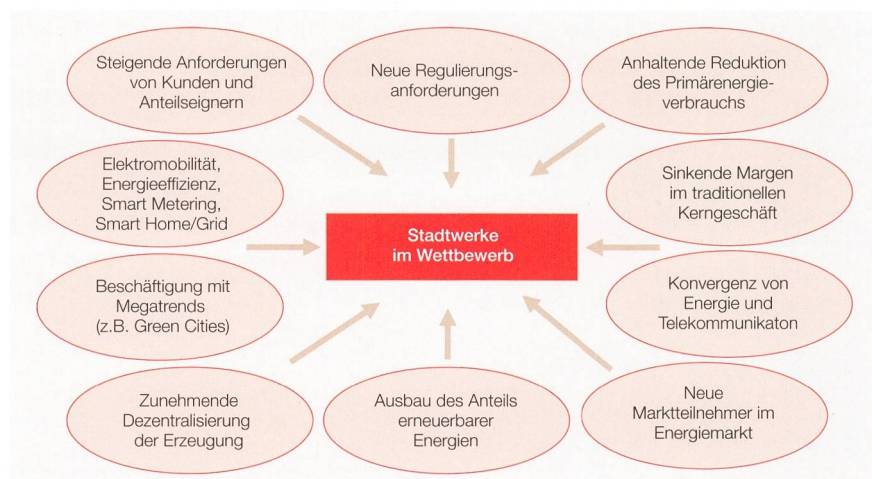 Steigende Anforderungen
von Kunden und
Anteilseignern
Neue Regulierungs-
anforderungen
Anhaltende Reduktion
des Primärenergie-
verbrauchs
Elektromobilität,
Energieeffizienz,
Smart Metering,
Smart Home/Grid
Sinkende Margen
im traditionellen
Kerngeschäft
Stadtwerke
im Wettbewerb
Beschäftigung mit
Megatrends
(z.B. Green Cities)
Konvergenz von
Energie und
Telekommunikaton
Zunehmende
Dezentralisierung
der Erzeugung
Ausbau des Anteils
erneuerbarer
Energien
Neue
Marktteilnehmer im
Energiemarkt